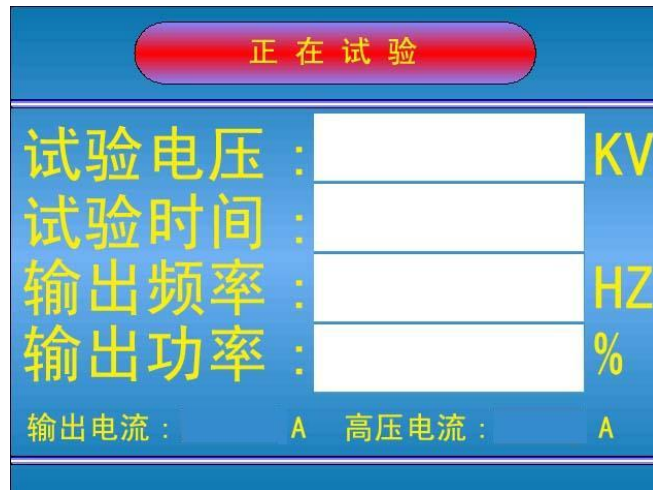 正在试验
试验电压： KV
试验时间：
输出频率： HZ
输出功率： %
输出电流： A 高压电流： A